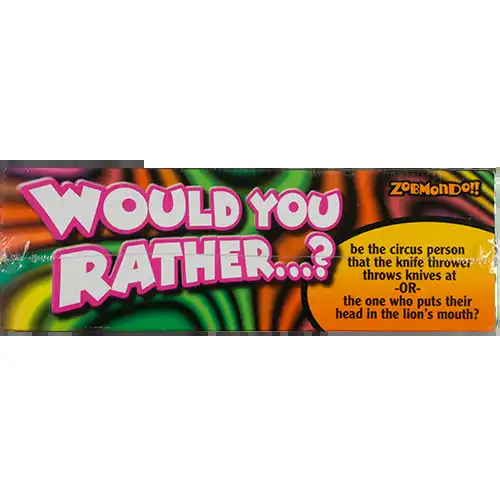 WOULD YOU
RATHER...?
ZOBMONDO!!
be the circus person
that the knife thrower
throws knives at
-OR-
the one who puts their
head in the lion's mouth?